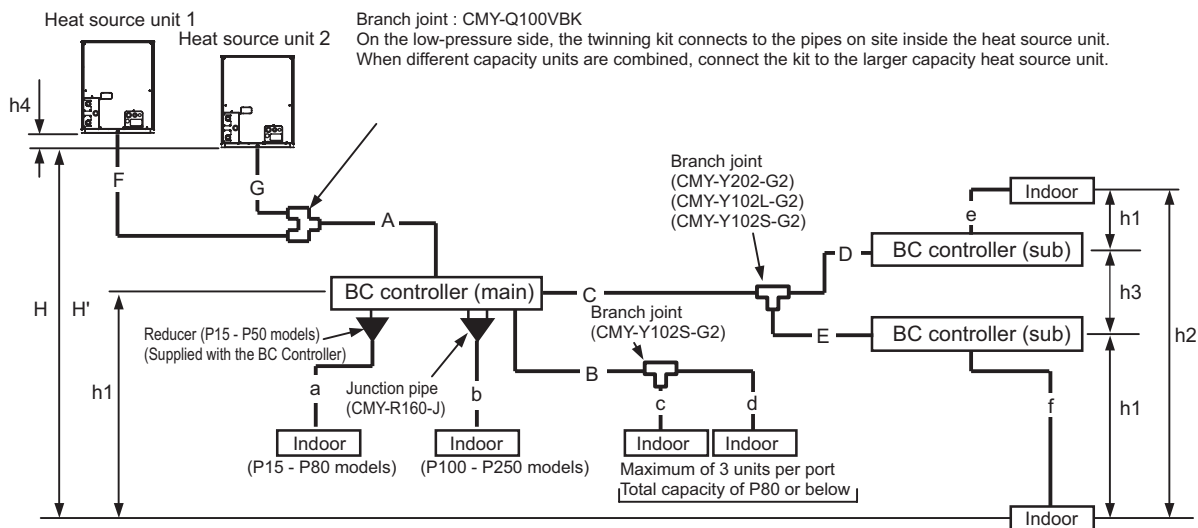 Heat source unit 1
Heat source unit 2
Branch joint : CMY-Q100VBK
On the low-pressure side, the twinning kit connects to the pipes on site inside the heat source unit.
When different capacity units are combined, connect the kit to the larger capacity heat source unit.
h4
F
G
A
H
H'
h1
BC controller (main)
Reducer (P15 - P50 models)
(Supplied with the BC Controller)
a
Indoor
(P15 - P80 models)
Junction pipe
(CMY-R160-J)
b
Indoor
(P100 - P250 models)
C
B
Branch joint
(CMY-Y102S-G2)
c
d
Indoor
Indoor
Maximum of 3 units per port
Total capacity of P80 or below
Branch joint
(CMY-Y202-G2)
(CMY-Y102L-G2)
(CMY-Y102S-G2)
D
E
e
Indoor
BC controller (sub)
BC controller (sub)
f
Indoor
h1
h3
h1
h2